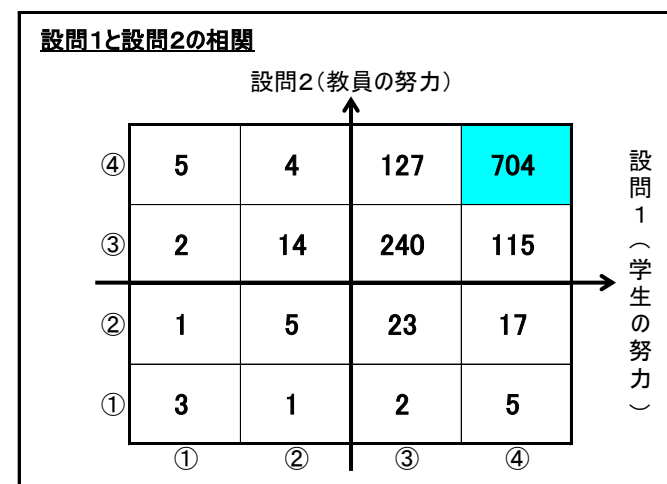 設問1と設問2の相関
設問2(教員の努力)
④ 5 4 127 704
③ 2 14 240 115
② 1 5 23 17
① 3 1 2 5
① ② ③ ④
設問1(学生の努力)